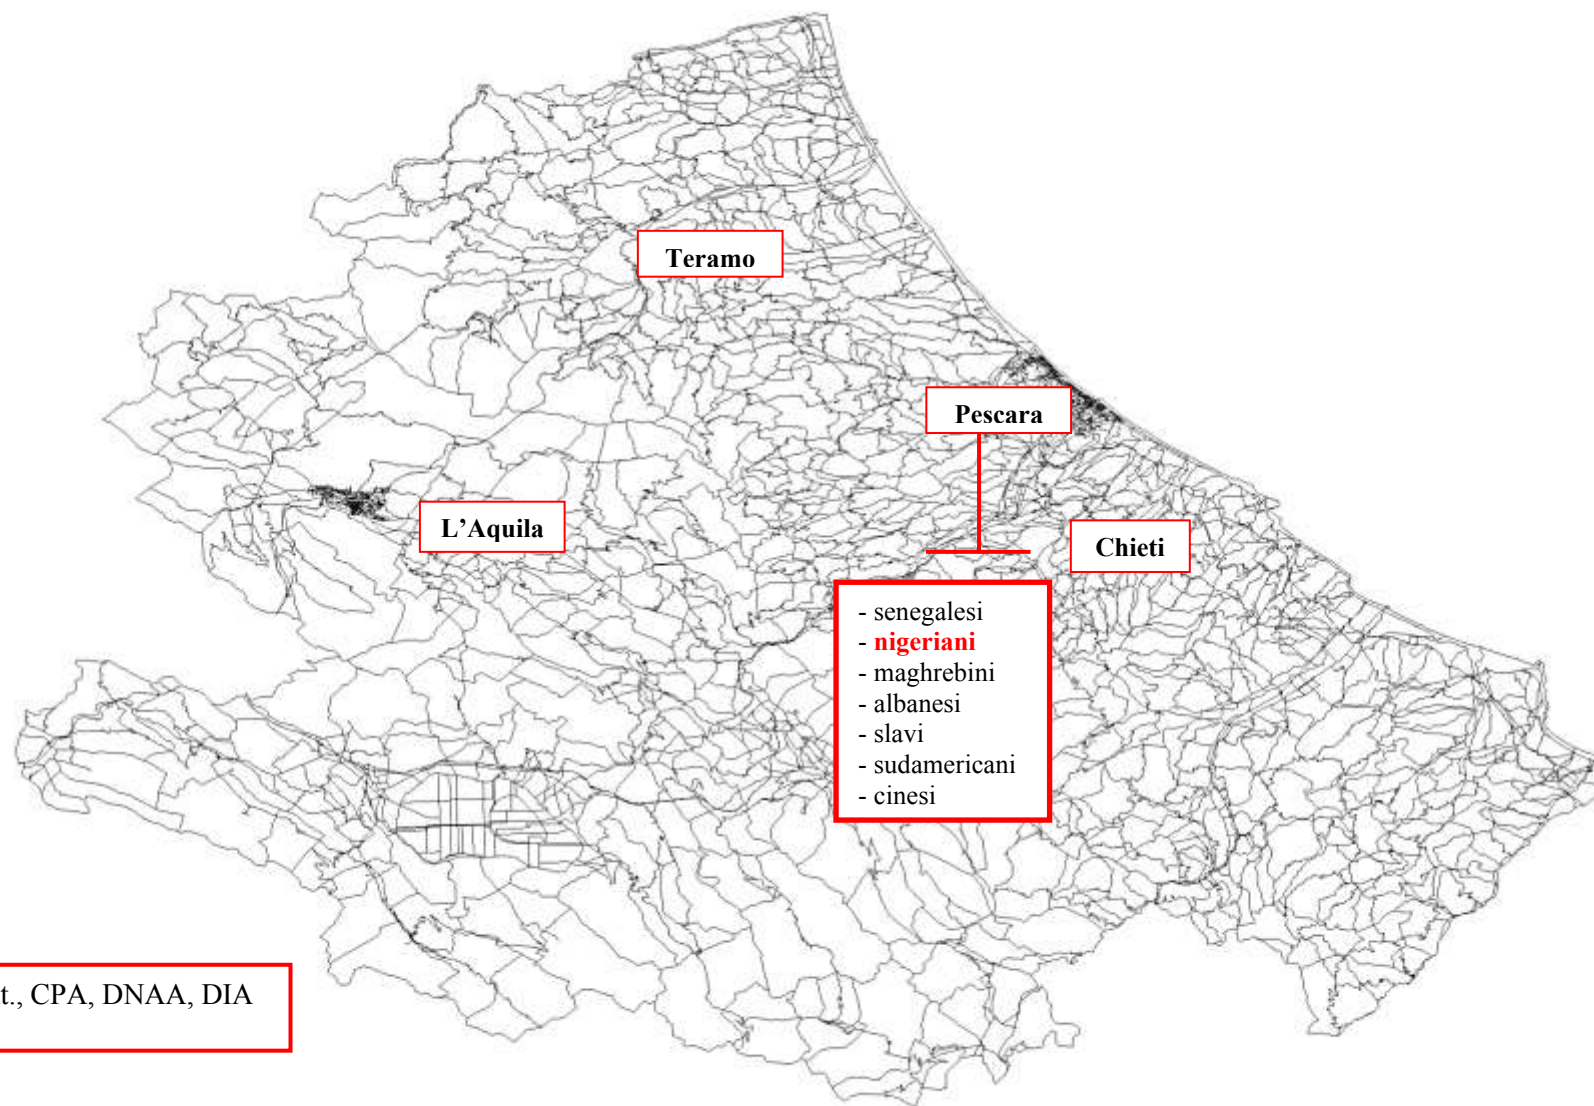 Teramo
Pescara
L’Aquila
Chieti
- senegalesi
- nigeriani
- maghrebini
- albanesi
- slavi
- sudamericani
- cinesi
t., CPA, DNAA, DIA